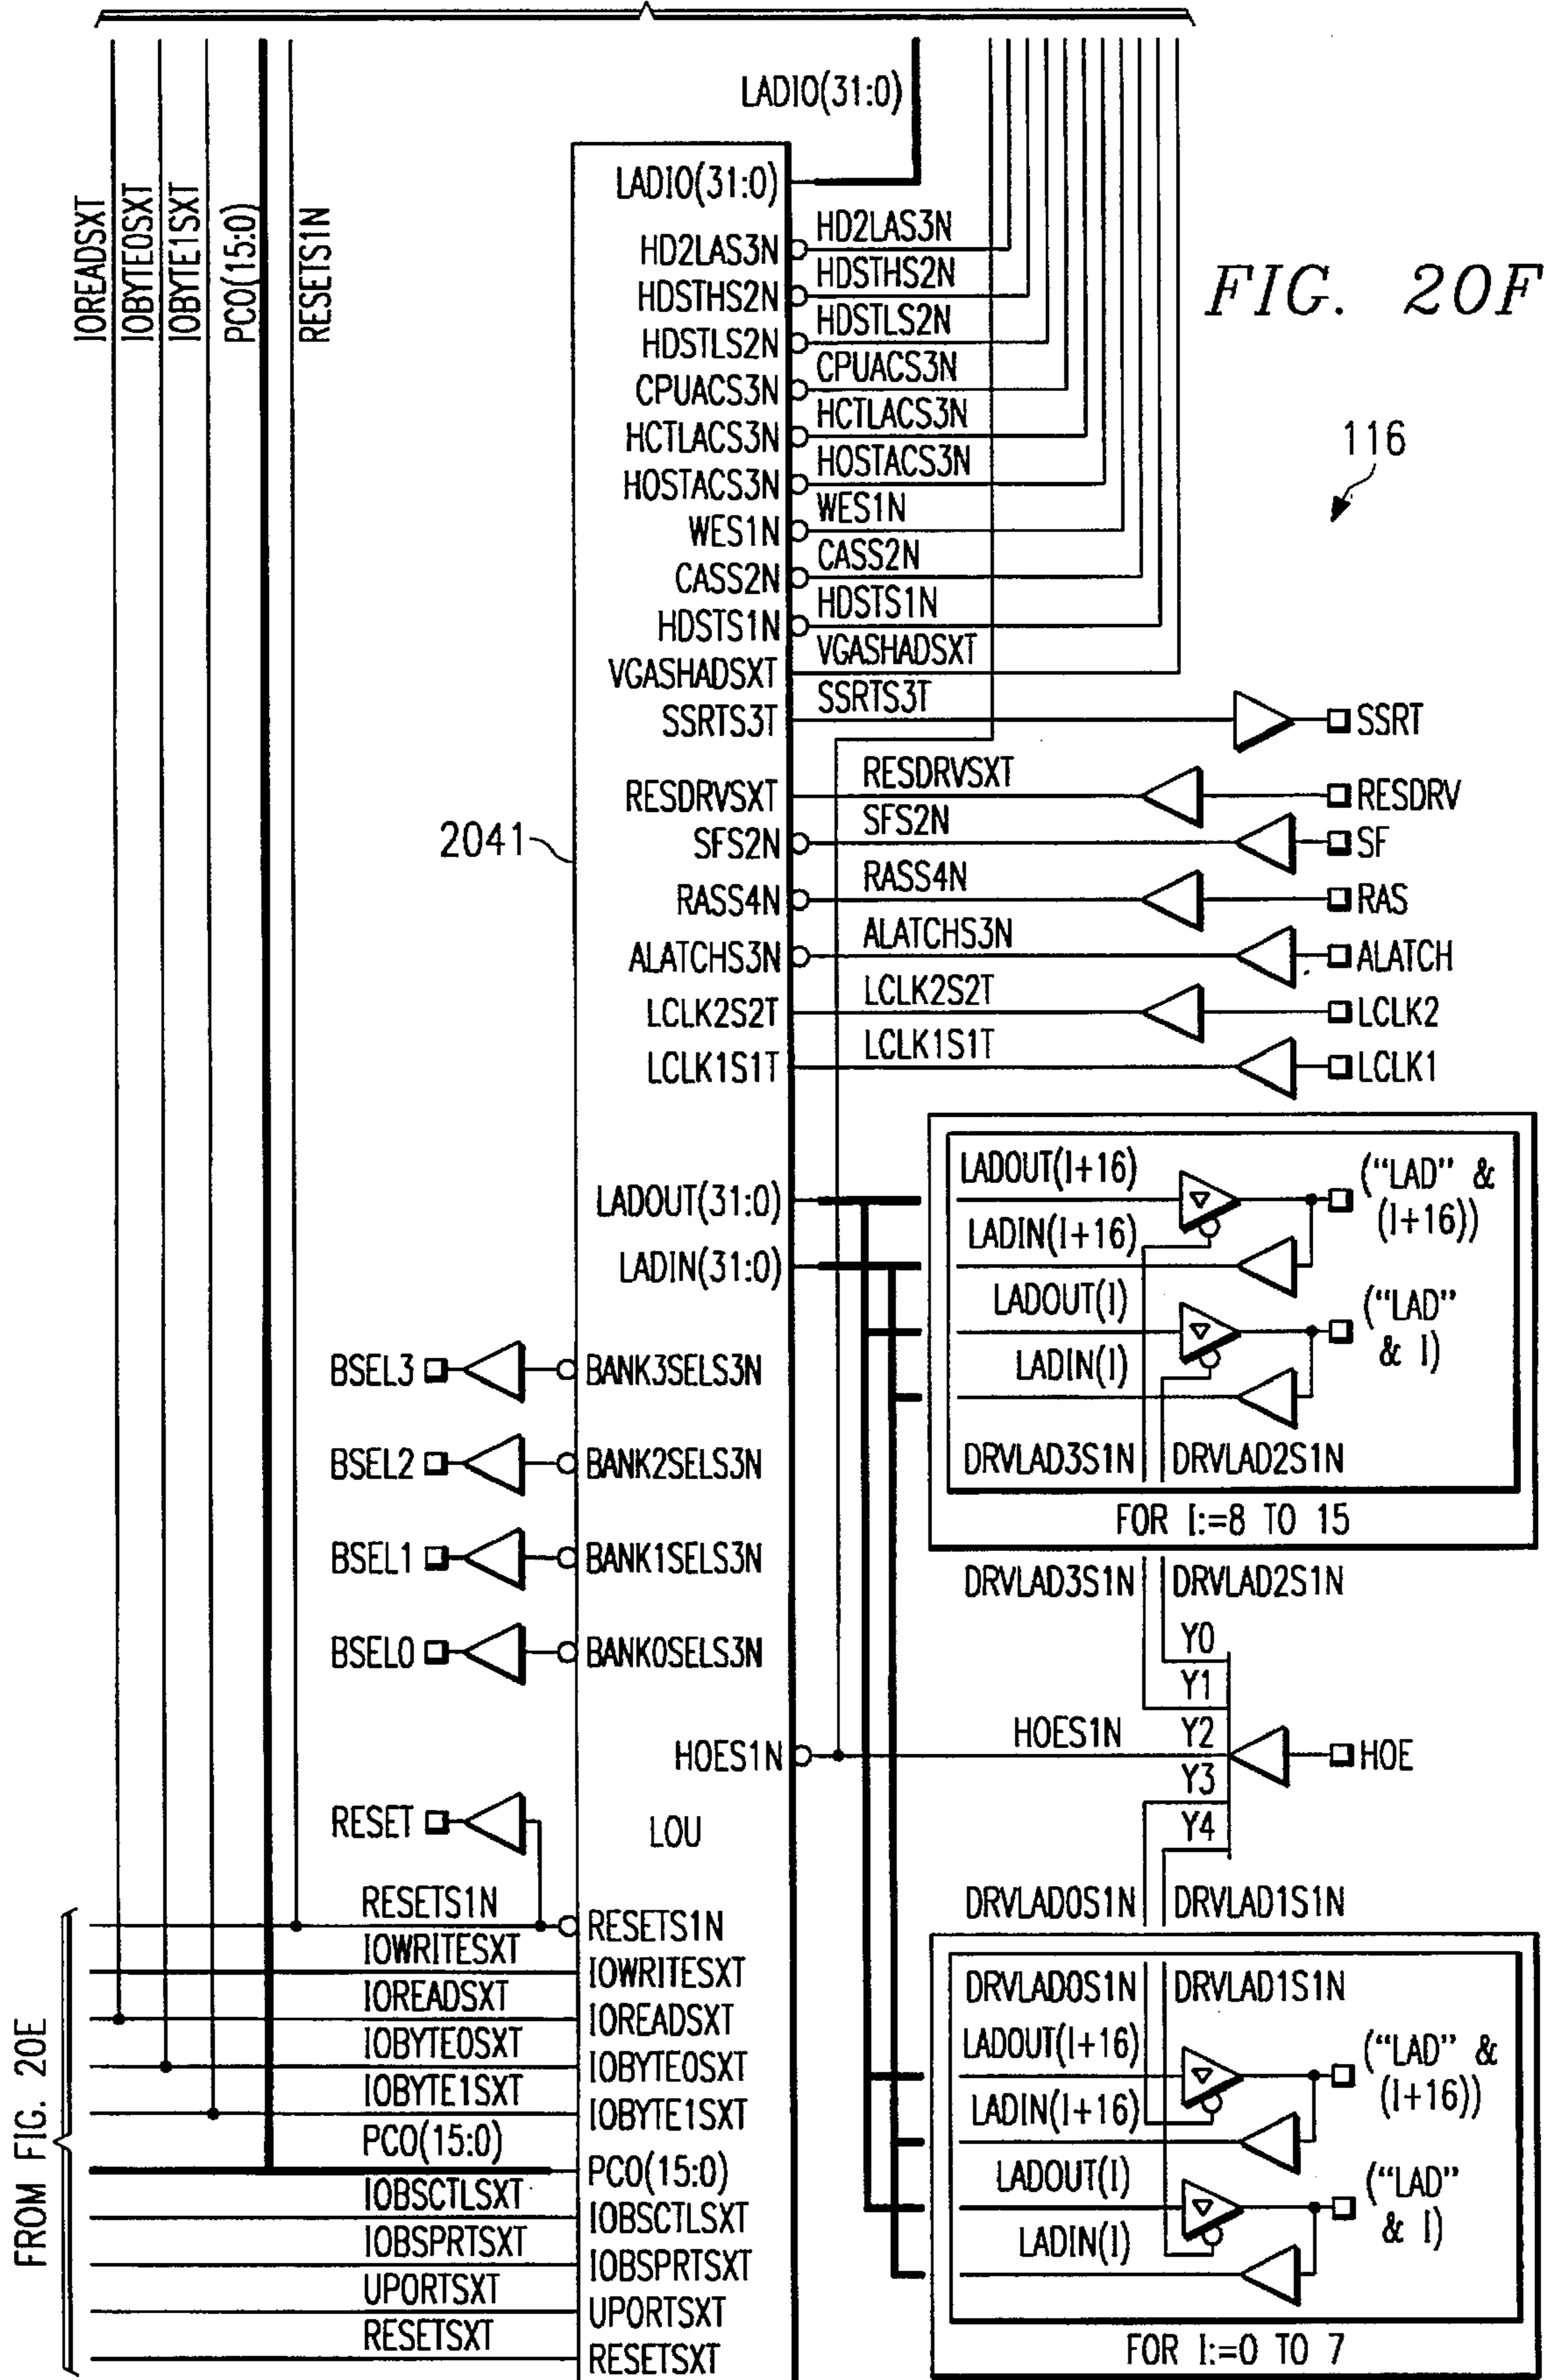 LADIO(31:0)
IOREADSXT
IOBYTE0SXT
IOBYTE1SXT
PCO(15:0)
RESETS1N
FIG. 20F
116
LADIO(31:0)
HD2LAS3N HD2LAS3N
HDSTHS2N HDSTHS2N
HDSTLS2N HDSTLS2N
CPUACS3N CPUACS3N
HCTLACS3N HCTLACS3N
HOSTACS3N HOSTACS3N
WES1N WES1N
CASS2N CASS2N
HDSTS1N HDSTS1N
VGASHADSXT VGASHADSXT
SSRTS3T SSRTS3T SSRT
RESDRVSXT RESDRVSXT RESDRV
2041
SFS2N SFS2N SF
RASS4N RASS4N RAS
ALATCHS3N ALATCHS3N ALATCH
LCLK2S2T LCLK2S2T LCLK2
LCLK1S1T LCLK1S1T LCLK1
LADOUT(31:0)
LADIN(31:0)
LADOUT(I+16) ("LAD" &
LADIN(I+16) (I+16))
LADOUT(I) ("LAD"
LADIN(I) & I)
DRVLAD3S1N DRVLAD2S1N
FOR I:=8 TO 15
DRVLAD3S1N DRVLAD2S1N
BSEL3 BANK3SELS3N
BSEL2 BANK2SELS3N
BSEL1 BANK1SELS3N
BSEL0 BANK0SELS3N
Y0
Y1
Y2
Y3
Y4
HOES1N HOES1N HOE
RESET LOU
DRVLAD0S1N DRVLAD1S1N
DRVLAD0S1N DRVLAD1S1N
LADOUT(I+16) ("LAD" &
LADIN(I+16) (I+16))
LADOUT(I) ("LAD"
LADIN(I) & I)
FOR I:=0 TO 7
FROM FIG. 20E
RESETS1N RESETS1N
IOWRITESXT IOWRITESXT
IOREADSXT IOREADSXT
IOBYTE0SXT IOBYTE0SXT
IOBYTE1SXT IOBYTE1SXT
PCO(15:0) PCO(15:0)
IOBSCTLSXT IOBSCTLSXT
IOBSPRTSXT IOBSPRTSXT
UPORTSXT UPORTSXT
RESETSXT RESETSXT